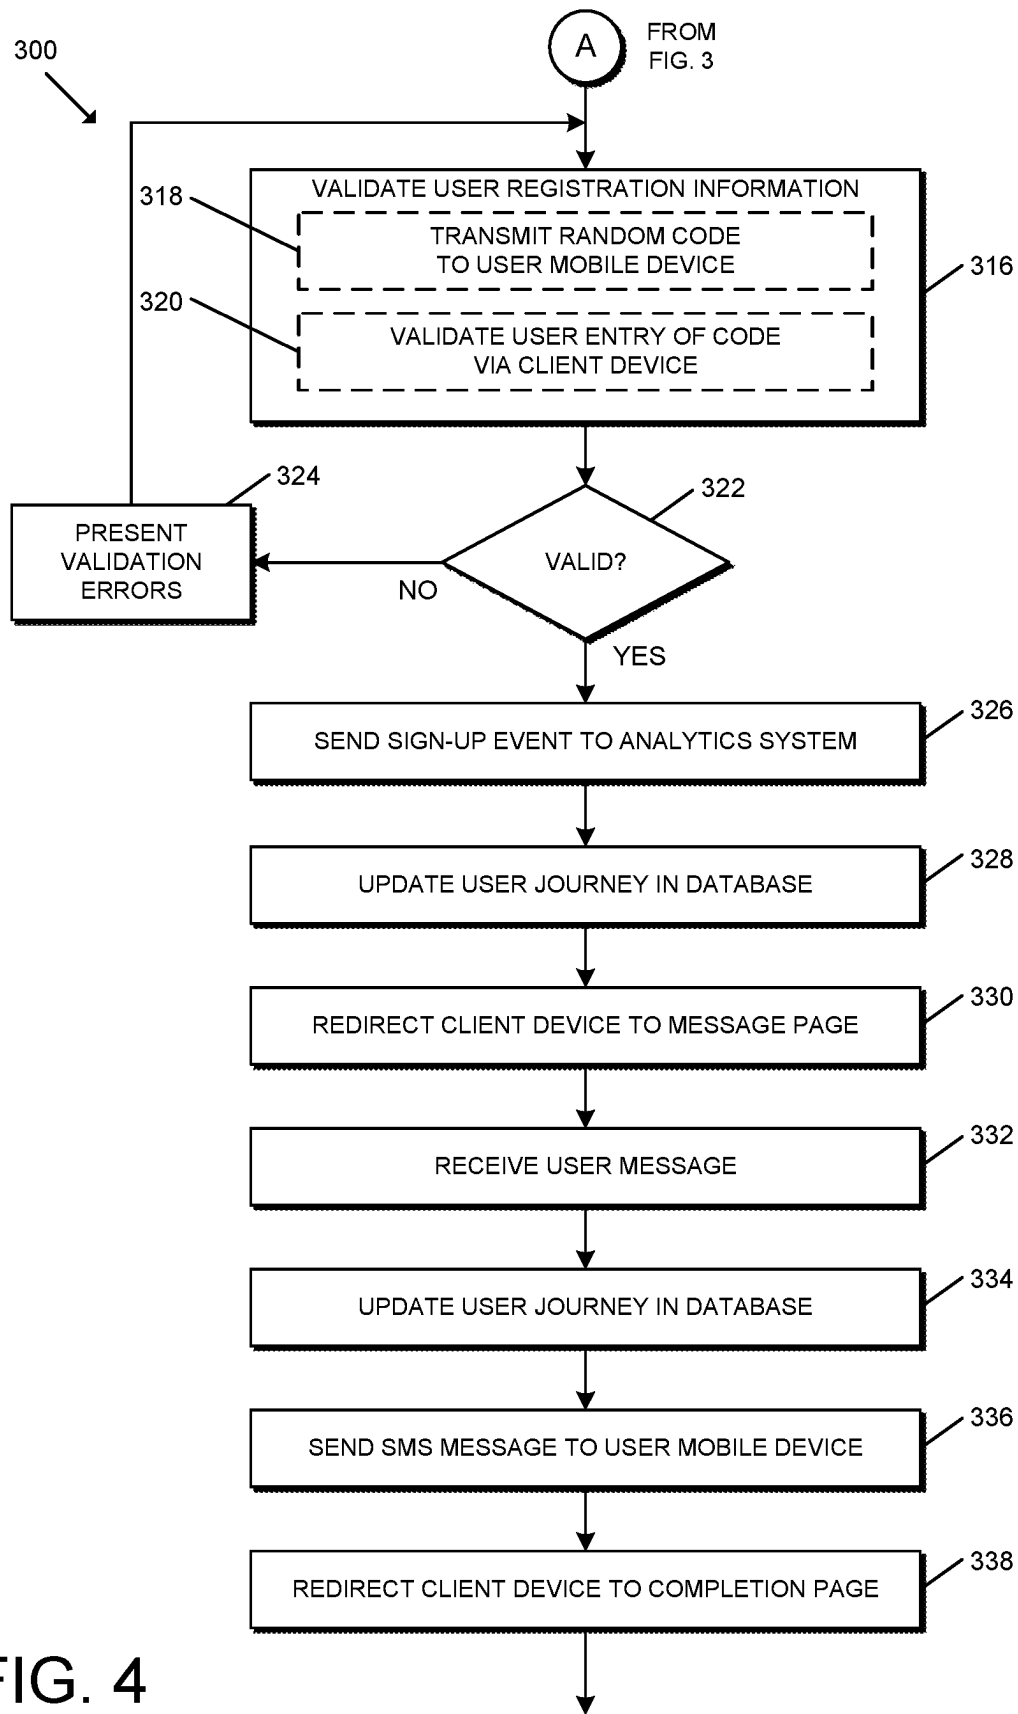 A
FROM
FIG. 3
300
VALIDATE USER REGISTRATION INFORMATION
318
TRANSMIT RANDOM CODE
TO USER MOBILE DEVICE
316
320
VALIDATE USER ENTRY OF CODE
VIA CLIENT DEVICE
324
322
PRESENT
VALIDATION
ERRORS
VALID?
NO
YES
326
SEND SIGN-UP EVENT TO ANALYTICS SYSTEM
328
UPDATE USER JOURNEY IN DATABASE
330
REDIRECT CLIENT DEVICE TO MESSAGE PAGE
332
RECEIVE USER MESSAGE
334
UPDATE USER JOURNEY IN DATABASE
336
SEND SMS MESSAGE TO USER MOBILE DEVICE
338
REDIRECT CLIENT DEVICE TO COMPLETION PAGE
FIG. 4